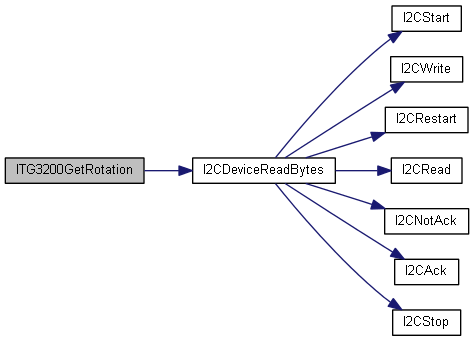 I2CStart
I2CWrite
I2CRestart
ITG3200GetRotation
I2CDeviceReadBytes
I2CRead
I2CNotAck
I2CAck
I2CStop